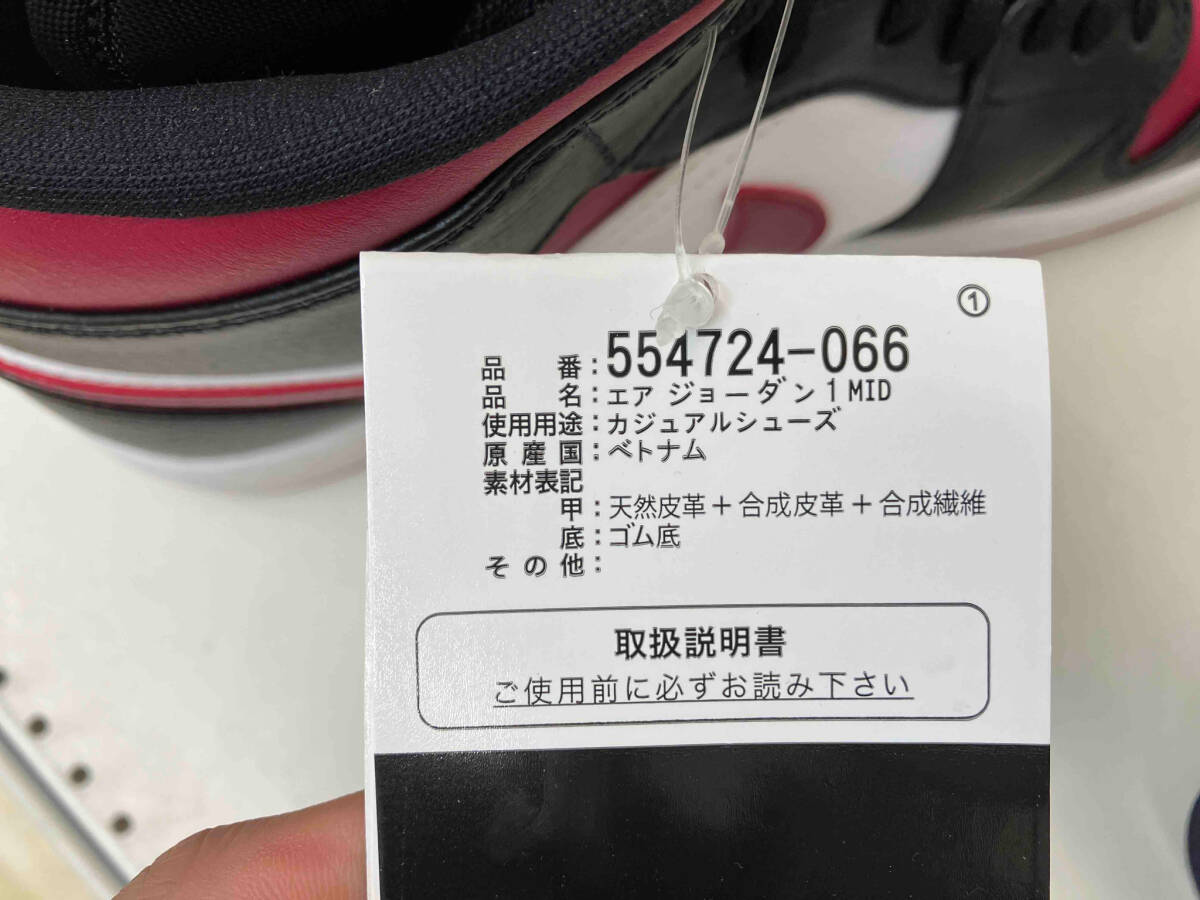 ①
品番：554724-066
品名：エア ジョーダン 1 MID
使用用途：カジュアルシューズ
原産国：ベトナム
素材表記
甲：天然皮革＋合成皮革＋合成繊維
底：ゴム底
その他：
取扱説明書
ご使用前に必ずお読み下さい